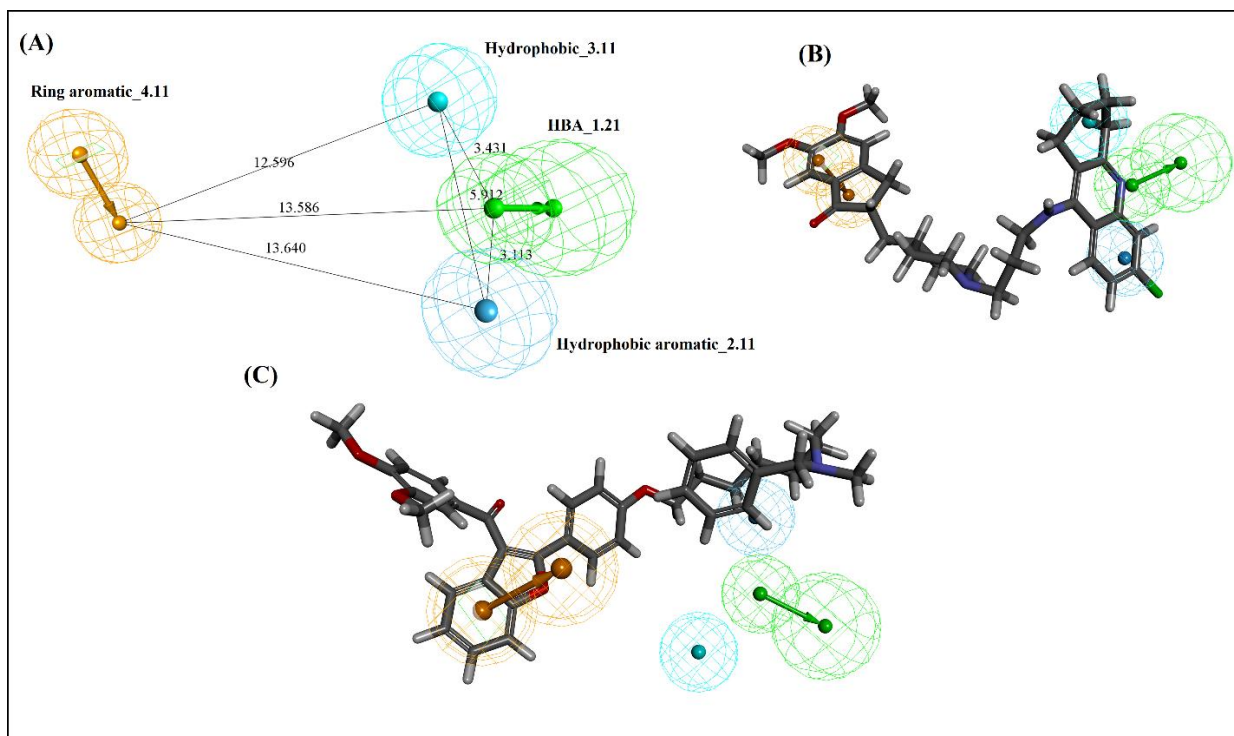 (A)
Hydrophobic_3.11
Ring aromatic_4.11
HBA_1.21
12.596
3.431
5.912
13.586
3.113
13.640
Hydrophobic aromatic_2.11
(B)
(C)